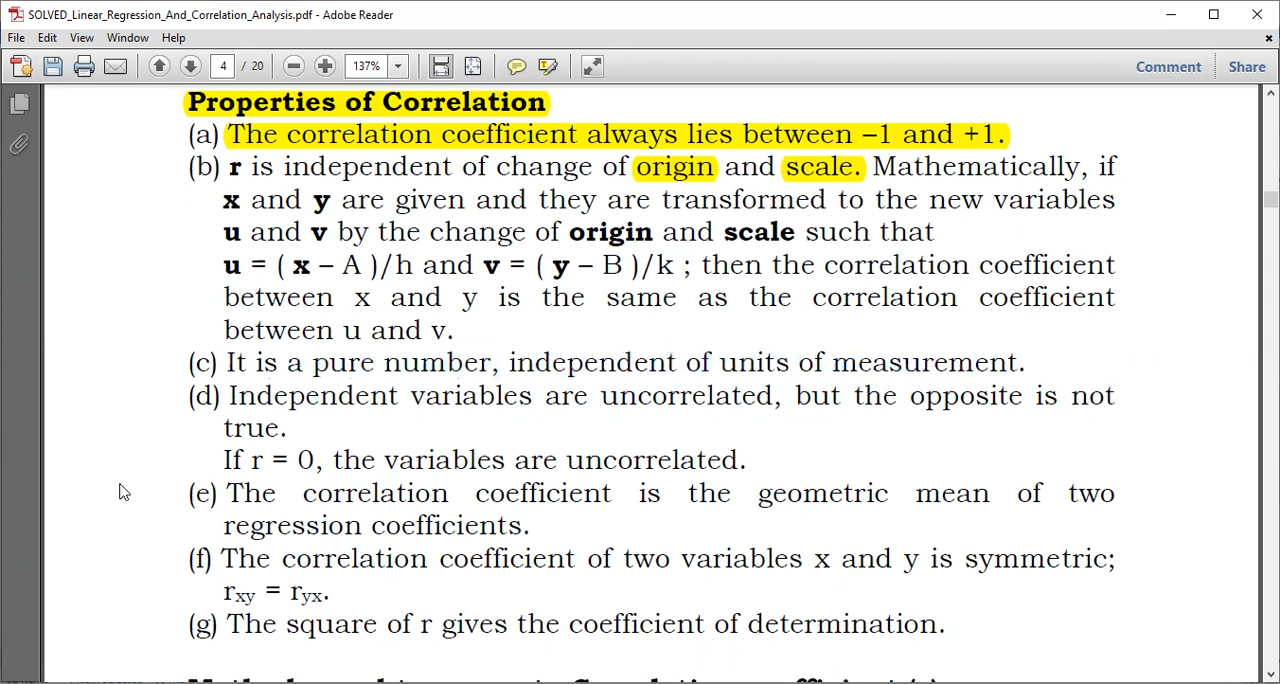 SOLVED_Linear_Regression_And_Correlation_Analysis.pdf - Adobe Reader
File Edit View Window Help
4 / 20 137% Comment Share
Properties of Correlation
(a) The correlation coefficient always lies between –1 and +1.
(b) r is independent of change of origin and scale. Mathematically, if
x and y are given and they are transformed to the new variables
u and v by the change of origin and scale such that
u = ( x – A )/h and v = ( y – B )/k ; then the correlation coefficient
between x and y is the same as the correlation coefficient
between u and v.
(c) It is a pure number, independent of units of measurement.
(d) Independent variables are uncorrelated, but the opposite is not
true.
If r = 0, the variables are uncorrelated.
(e) The correlation coefficient is the geometric mean of two
regression coefficients.
(f) The correlation coefficient of two variables x and y is symmetric;
rxy = ryx.
(g) The square of r gives the coefficient of determination.